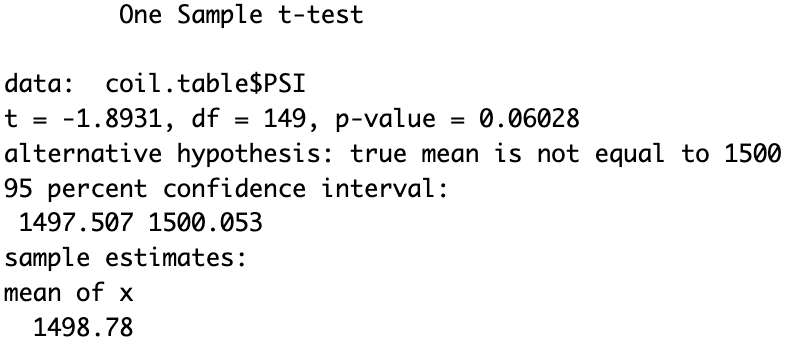 One Sample t-test
data: coil.table$PSI
t = -1.8931, df = 149, p-value = 0.06028
alternative hypothesis: true mean is not equal to 1500
95 percent confidence interval:
1497.507 1500.053
sample estimates:
mean of x
1498.78